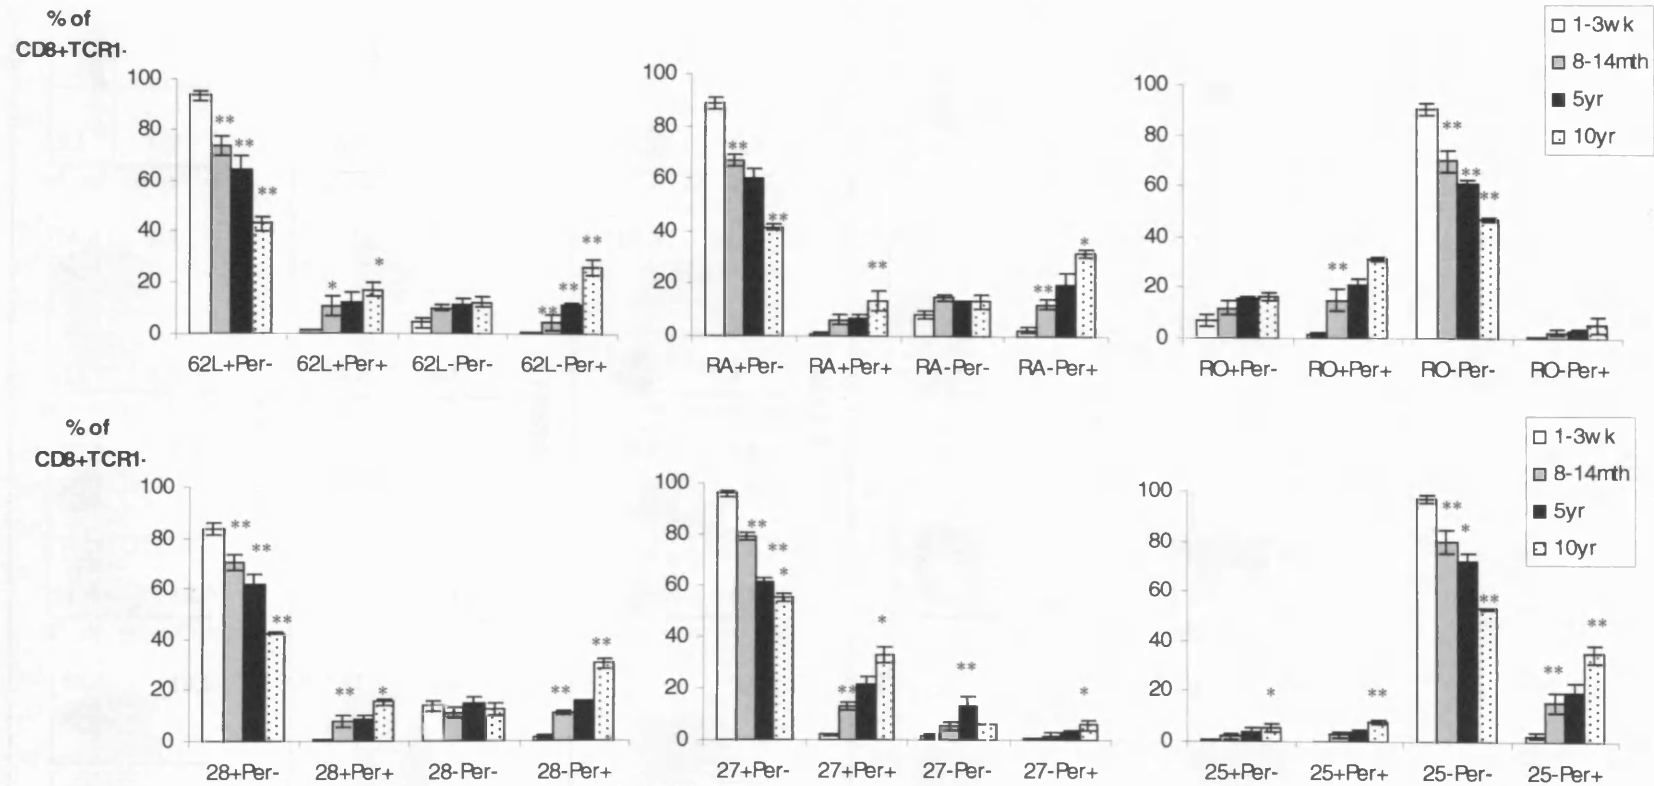 % of
CD8+TCR1-
1-3wk
8-14mth
5yr
10yr
100
80
60
40
20
0
** ** **
* *
** ** **
62L+Per- 62L+Per+ 62L-Per- 62L-Per+
100
80
60
40
20
0
** **
**
** *
RA+Per- RA+Per+ RA-Per- RA-Per+
100
80
60
40
20
0
**
** ** **
RO+Per- RO+Per+ RO-Per- RO-Per+
% of
CD8+TCR1-
1-3wk
8-14mth
5yr
10yr
100
80
60
40
20
0
** ** **
** *
** **
28+Per- 28+Per+ 28-Per- 28-Per+
100
80
60
40
20
0
** ** *
** *
**
*
27+Per- 27+Per+ 27-Per- 27-Per+
100
80
60
40
20
0
*
**
** * **
** **
25+Per- 25+Per+ 25-Per- 25-Per+